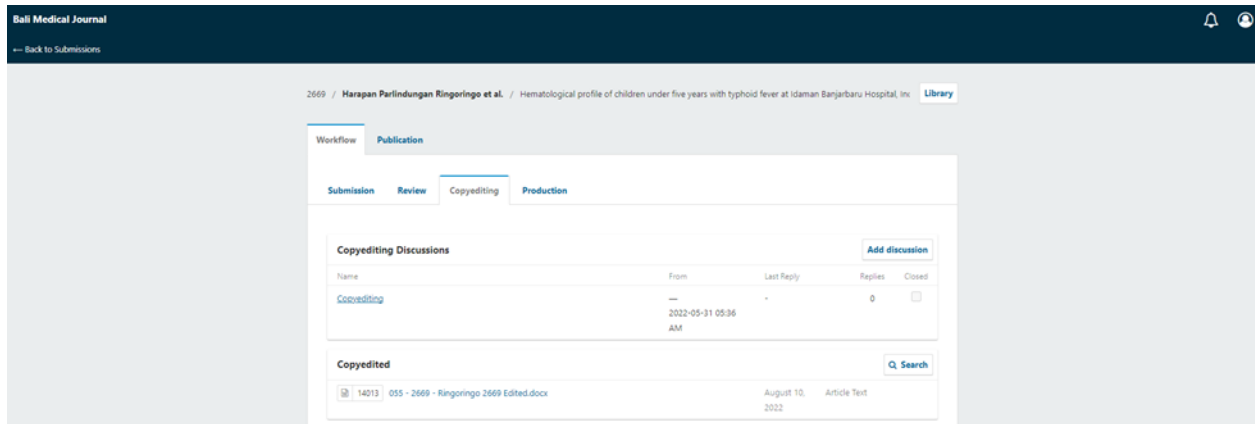 Bali Medical Journal
← Back to Submissions
2669 / Harapan Parlindungan Ringoringo et al. / Hematological profile of children under five years with typhoid fever at Idaman Banjarbaru Hospital, Inc
Library
Workflow Publication
Submission Review Copyediting Production
Copyediting Discussions Add discussion
Name From Last Reply Replies Closed
Copyediting — - 0
2022-05-31 05:36
AM
Copyedited Search
14013 055 - 2669 - Ringoringo 2669 Edited.docx August 10, Article Text
2022